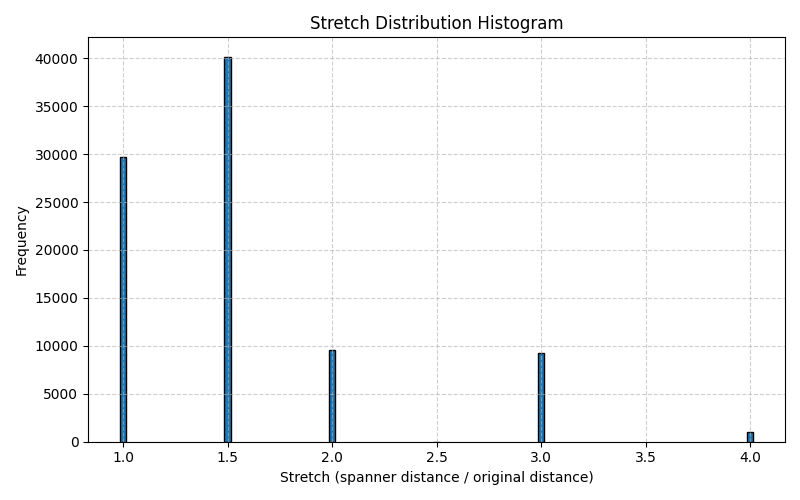 Stretch Distribution Histogram
Frequency
40000
35000
30000
25000
20000
15000
10000
5000
0
1.0 1.5 2.0 2.5 3.0 3.5 4.0
Stretch (spanner distance / original distance)